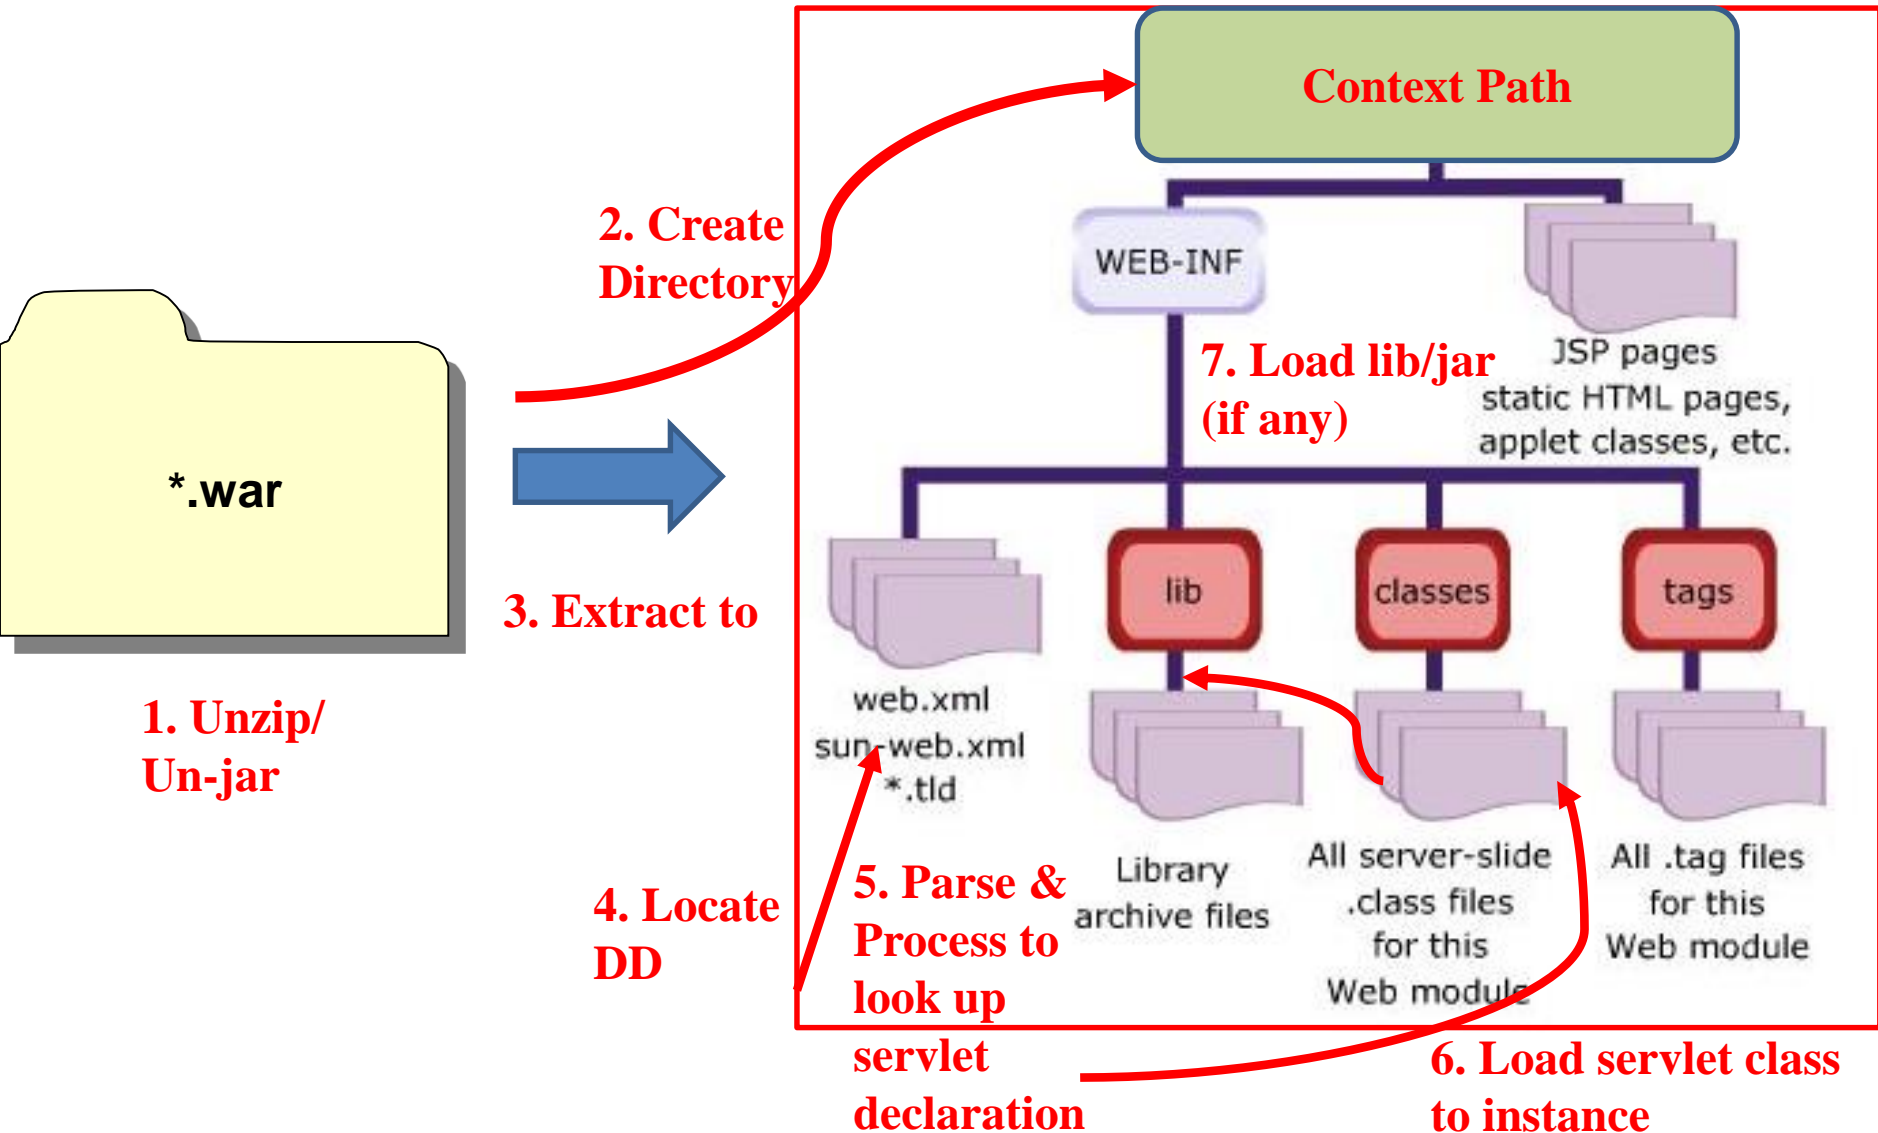 Context Path
2. Create
Directory
WEB-INF
7. Load lib/jar
(if any)
JSP pages
static HTML pages,
applet classes, etc.
*.war
3. Extract to
1. Unzip/
Un-jar
lib
classes
tags
web.xml
sun-web.xml
*.tld
Library
archive files
All server-slide
.class files
for this
Web module
All .tag files
for this
Web module
4. Locate
DD
5. Parse &
Process to
look up
servlet
declaration
6. Load servlet class
to instance